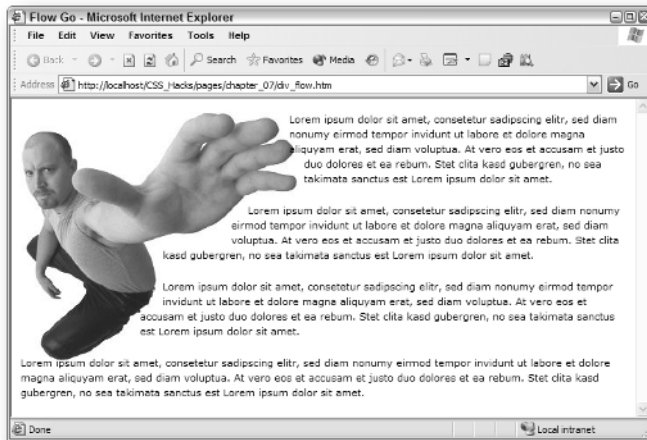 Flow Go - Microsoft Internet Explorer
File Edit View Favorites Tools Help
Back Search Favorites Media
Address http://localhost/CSS_Hacks/pages/chapter_07/div_flow.htm Go
Lorem ipsum dolor sit amet, consetetur sadipscing elitr, sed diam
nonumy eirmod tempor invidunt ut labore et dolore magna
aliquyam erat, sed diam voluptua. At vero eos et accusam et justo
duo dolores et ea rebum. Stet clita kasd gubergren, no sea
takimata sanctus est Lorem ipsum dolor sit amet.
Lorem ipsum dolor sit amet, consetetur sadipscing elitr, sed diam nonumy
eirmod tempor invidunt ut labore et dolore magna aliquyam erat, sed diam
voluptua. At vero eos et accusam et justo duo dolores et ea rebum. Stet clita
kasd gubergren, no sea takimata sanctus est Lorem ipsum dolor sit amet.
Lorem ipsum dolor sit amet, consetetur sadipscing elitr, sed diam nonumy eirmod tempor
invidunt ut labore et dolore magna aliquyam erat, sed diam voluptua. At vero eos et
accusam et justo duo dolores et ea rebum. Stet clita kasd gubergren, no sea takimata sanctus
est Lorem ipsum dolor sit amet.
Lorem ipsum dolor sit amet, consetetur sadipscing elitr, sed diam nonumy eirmod tempor invidunt ut labore et dolore
magna aliquyam erat, sed diam voluptua. At vero eos et accusam et justo duo dolores et ea rebum. Stet clita kasd
gubergren, no sea takimata sanctus est Lorem ipsum dolor sit amet.
Done Local intranet